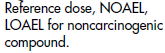 Reference dose, NOAEL,
LOAEL for noncarcinogenic
compound.